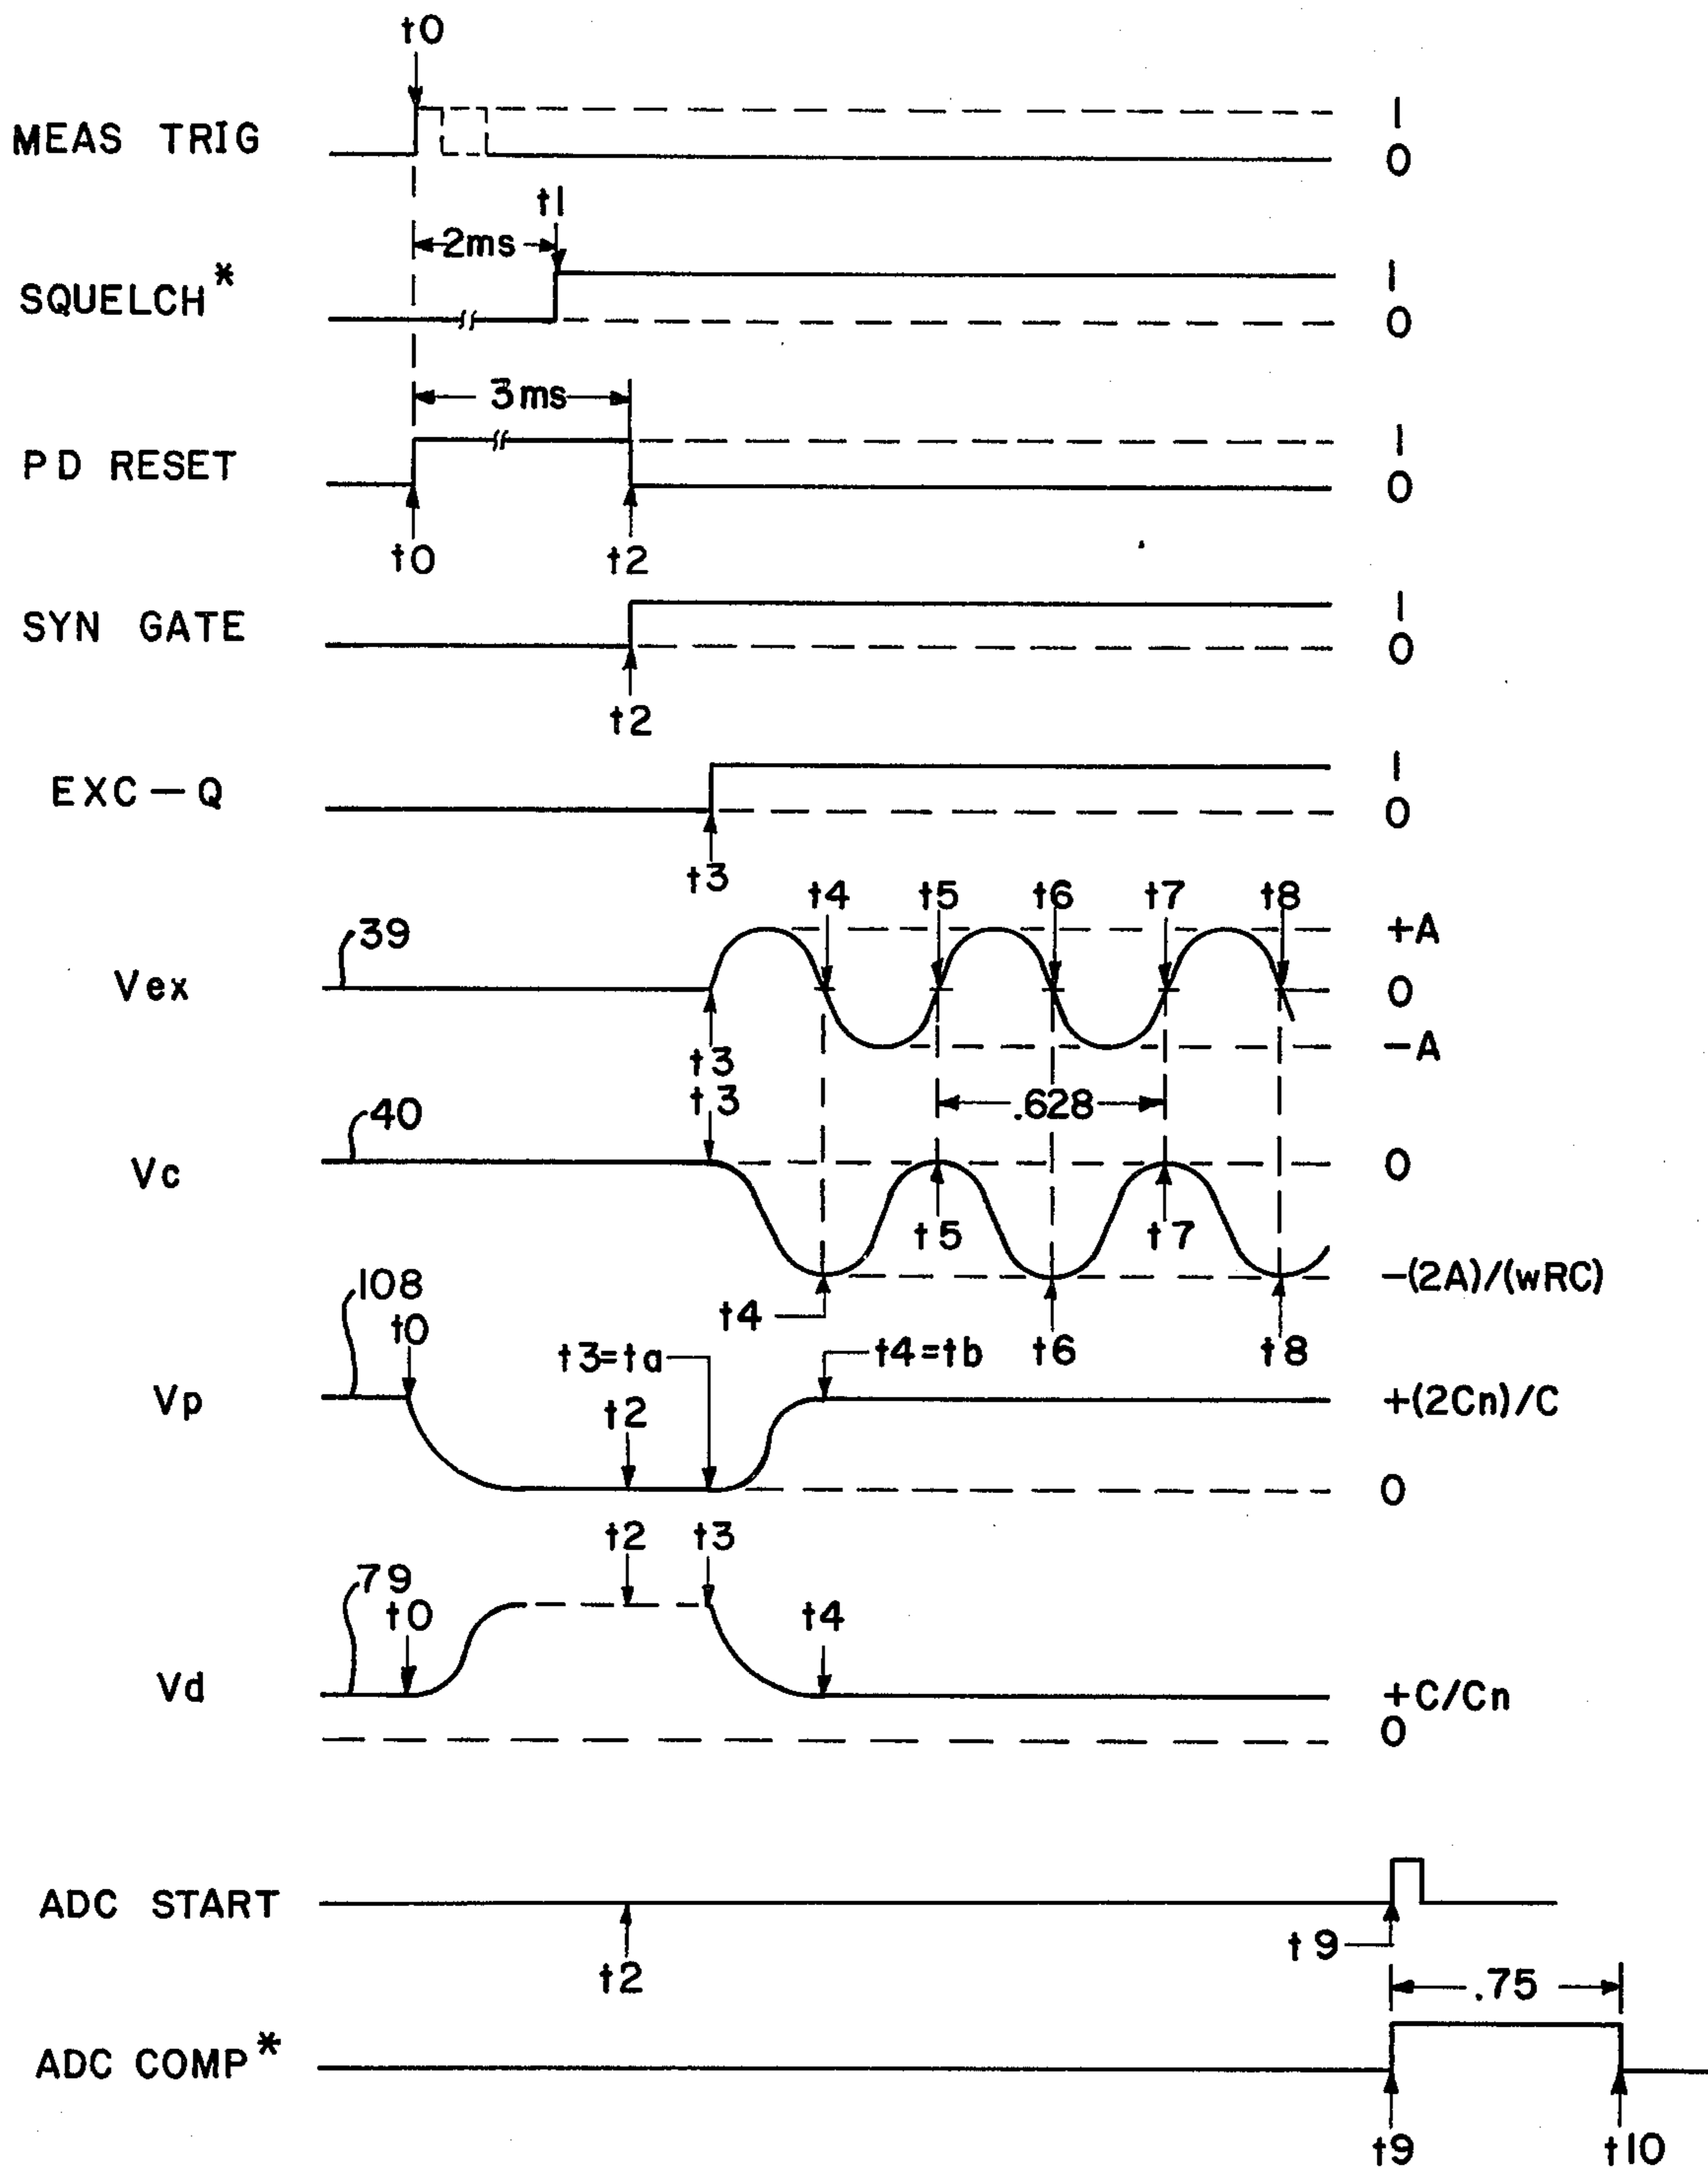 t0
MEAS TRIG
1
0
t1
2ms
SQUELCH*
1
0
3ms
PD RESET
1
0
t0
t2
SYN GATE
1
0
t2
EXC-Q
1
0
t3
t4
t5
t6
t7
t8
39
+A
Vex
0
-A
t3
t3
.628
40
Vc
0
t5
t7
-(2A)/(wRC)
108
t4
t0
t6
t8
t3=ta
t4=tb
Vp
+(2Cn)/C
t2
0
t2
t3
79
t0
t4
Vd
+C/Cn
0
ADC START
t9
t2
.75
ADC COMP*
t9
t10